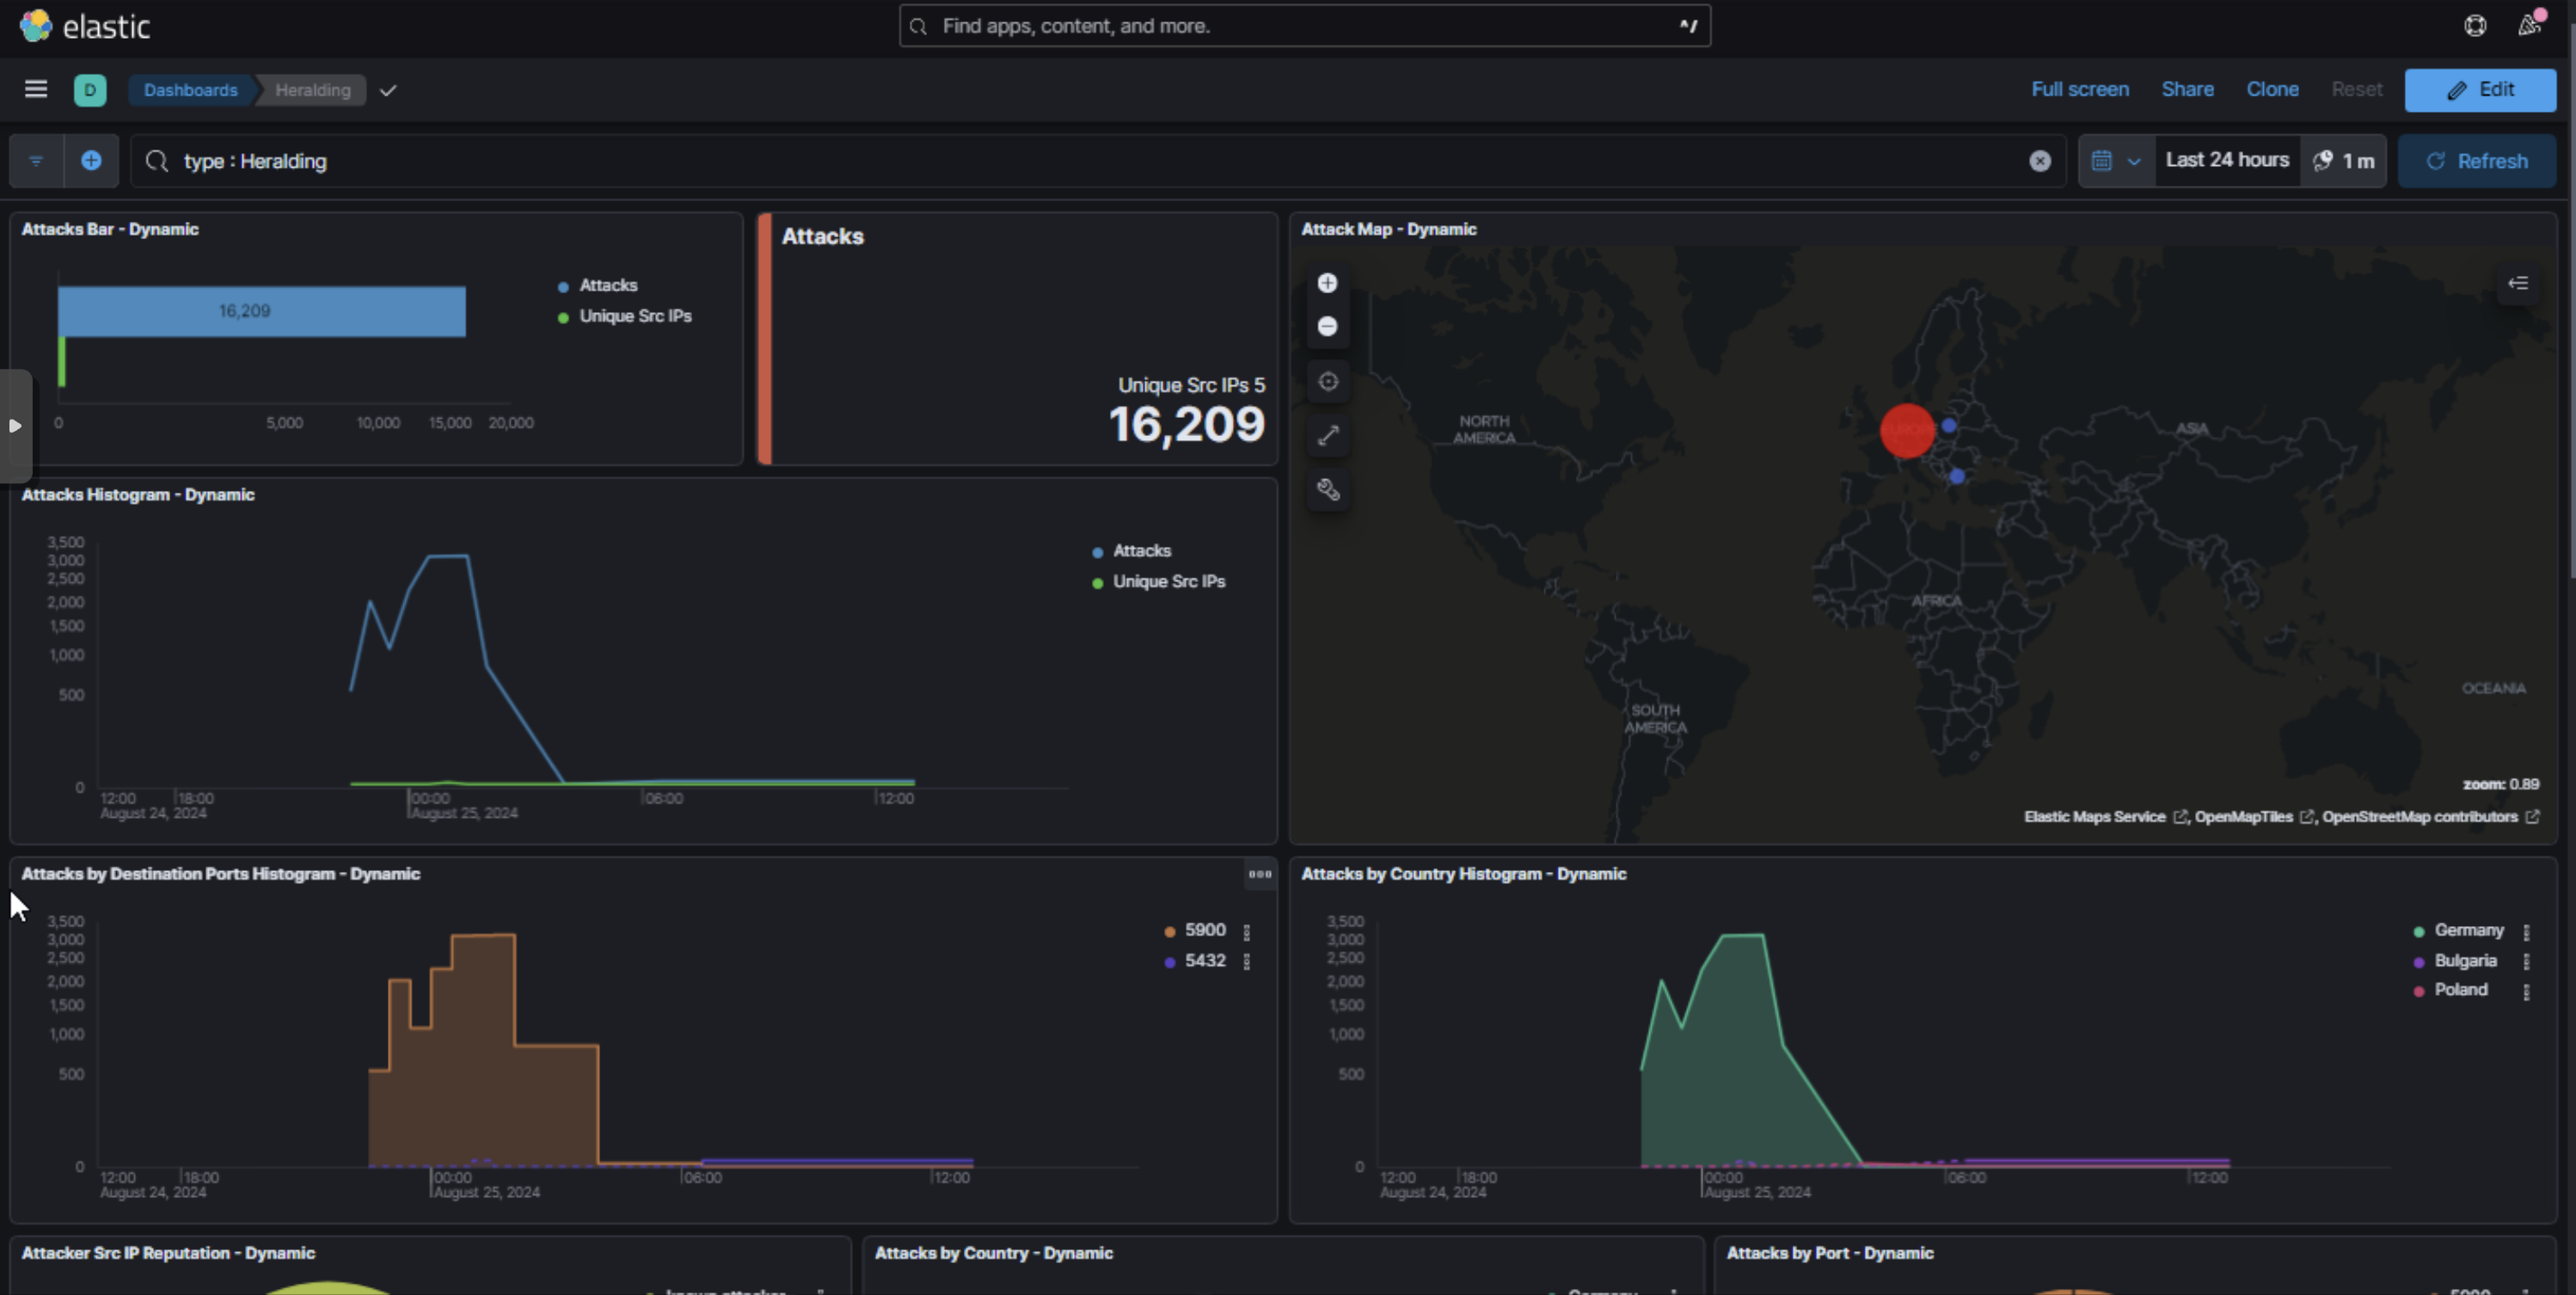 elastic
Find apps, content, and more.
^/
D
Dashboards
Heralding
Full screen
Share
Clone
Reset
Edit
type : Heralding
Last 24 hours
1 m
Refresh
Attacks Bar - Dynamic
16,209
Attacks
Unique Src IPs
0 5,000 10,000 15,000 20,000
Attacks
Unique Src IPs 5
16,209
Attack Map - Dynamic
NORTH
AMERICA
ASIA
AFRICA
OCEANIA
SOUTH
AMERICA
zoom: 0.89
Elastic Maps Service, OpenMapTiles, OpenStreetMap contributors
Attacks Histogram - Dynamic
3,500
3,000
2,500
2,000
1,500
1,000
500
0
12:00 18:00 00:00 06:00 12:00
August 24, 2024 August 25, 2024
Attacks
Unique Src IPs
Attacks by Destination Ports Histogram - Dynamic
3,500
3,000
2,500
2,000
1,500
1,000
500
0
12:00 18:00 00:00 06:00 12:00
August 24, 2024 August 25, 2024
5900
5432
Attacks by Country Histogram - Dynamic
3,500
3,000
2,500
2,000
1,500
1,000
500
0
12:00 18:00 00:00 06:00 12:00
August 24, 2024 August 25, 2024
Germany
Bulgaria
Poland
Attacker Src IP Reputation - Dynamic
known attacker
Attacks by Country - Dynamic
Germany
Attacks by Port - Dynamic
5900